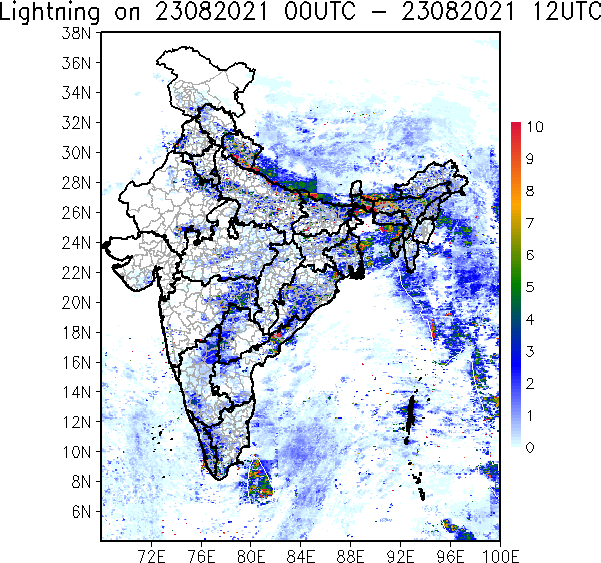 Lightning on 23082021 00UTC – 23082021 12UTC
38N
36N
34N
32N
30N
28N
26N
24N
22N
20N
18N
16N
14N
12N
10N
8N
6N
72E 76E 80E 84E 88E 92E 96E 100E
10
9
8
7
6
5
4
3
2
1
0